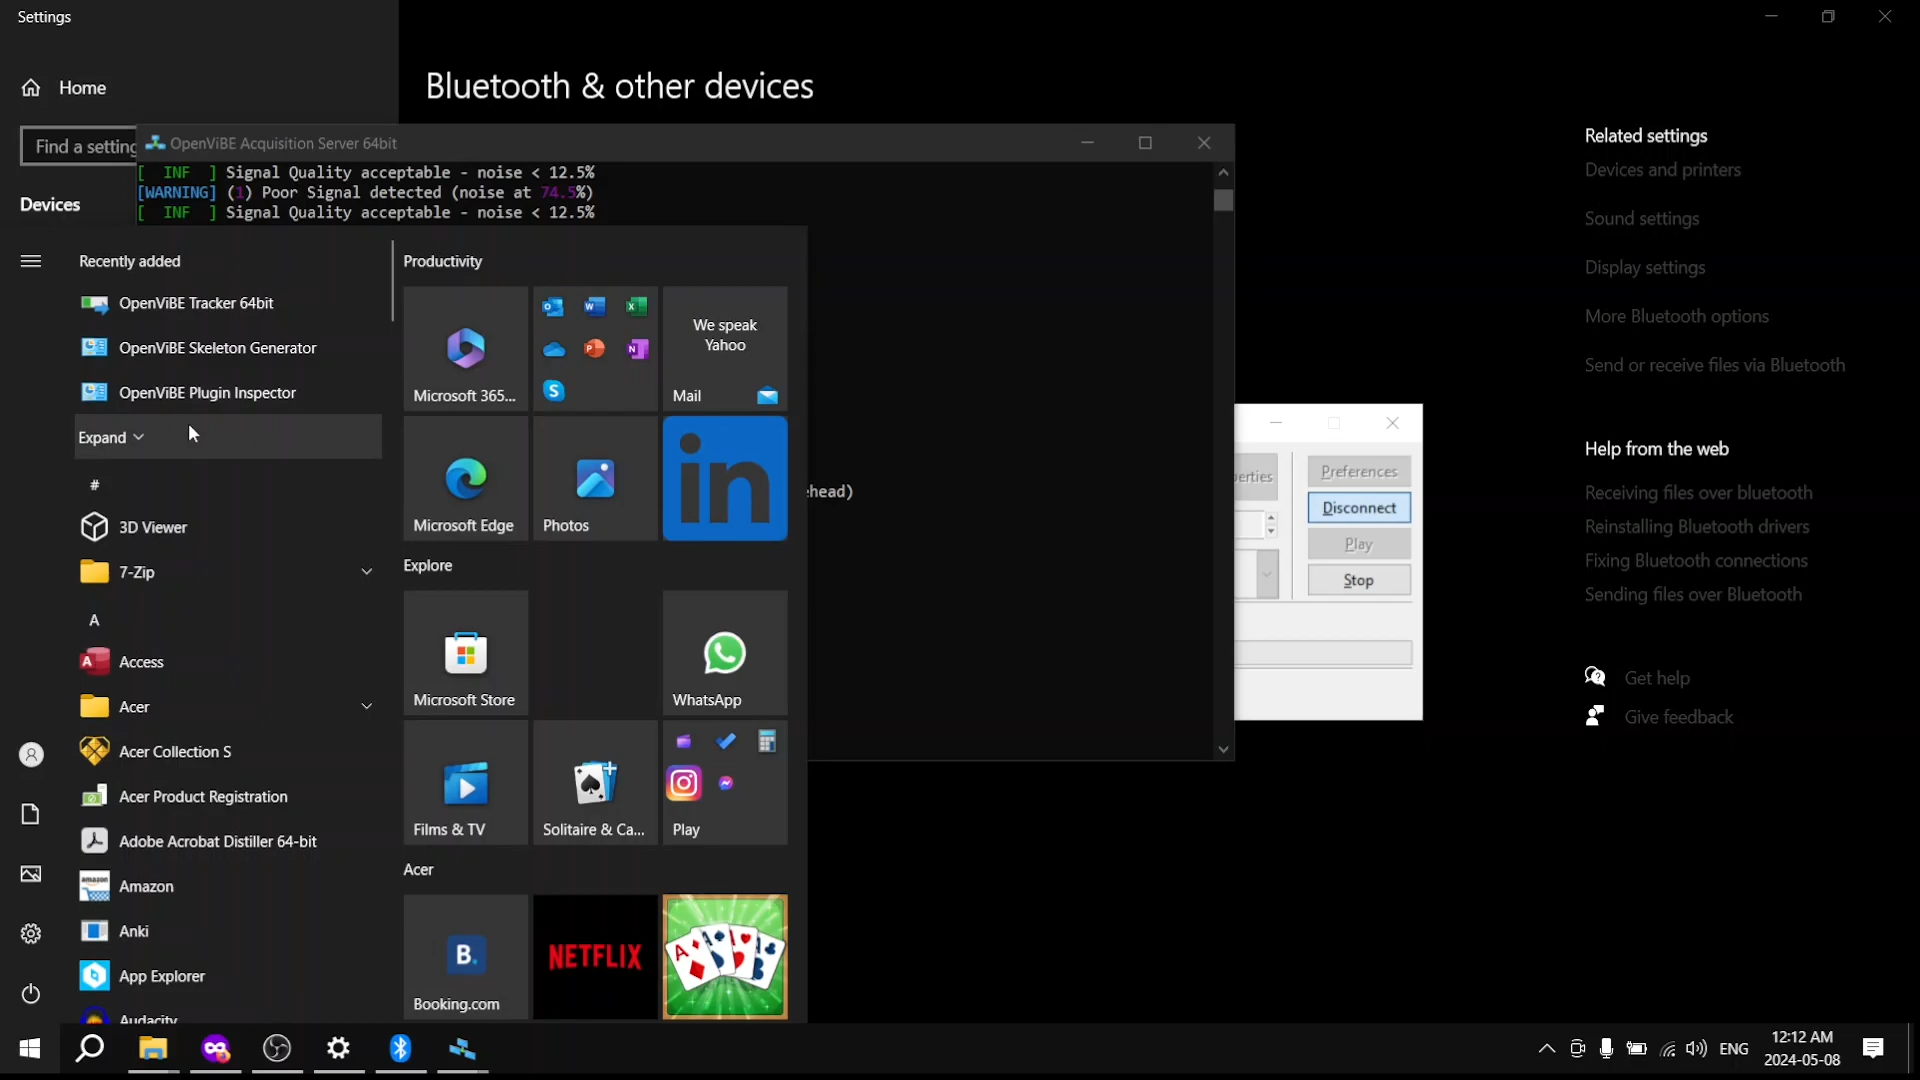 Settings
Home
Find a setting
Devices
Bluetooth & other devices
OpenViBE Acquisition Server 64bit
[ INF ] Signal Quality acceptable - noise < 12.5%
[WARNING] (1) Poor Signal detected (noise at 74.5%)
[ INF ] Signal Quality acceptable - noise < 12.5%
head)
Recently added
OpenViBE Tracker 64bit
OpenViBE Skeleton Generator
OpenViBE Plugin Inspector
Expand
#
3D Viewer
7-Zip
A
Access
Acer
Acer Collection S
Acer Product Registration
Adobe Acrobat Distiller 64-bit
Amazon
Anki
App Explorer
Audacity
Productivity
Microsoft 365...
We speak
Yahoo
Mail
Microsoft Edge
Photos
in
Explore
Microsoft Store
WhatsApp
Films & TV
Solitaire & Ca...
Play
Acer
B.
Booking.com
NETFLIX
erties
Preferences
Disconnect
Play
Stop
Related settings
Devices and printers
Sound settings
Display settings
More Bluetooth options
Send or receive files via Bluetooth
Help from the web
Receiving files over bluetooth
Reinstalling Bluetooth drivers
Fixing Bluetooth connections
Sending files over Bluetooth
Get help
Give feedback
ENG
12:12 AM
2024-05-08